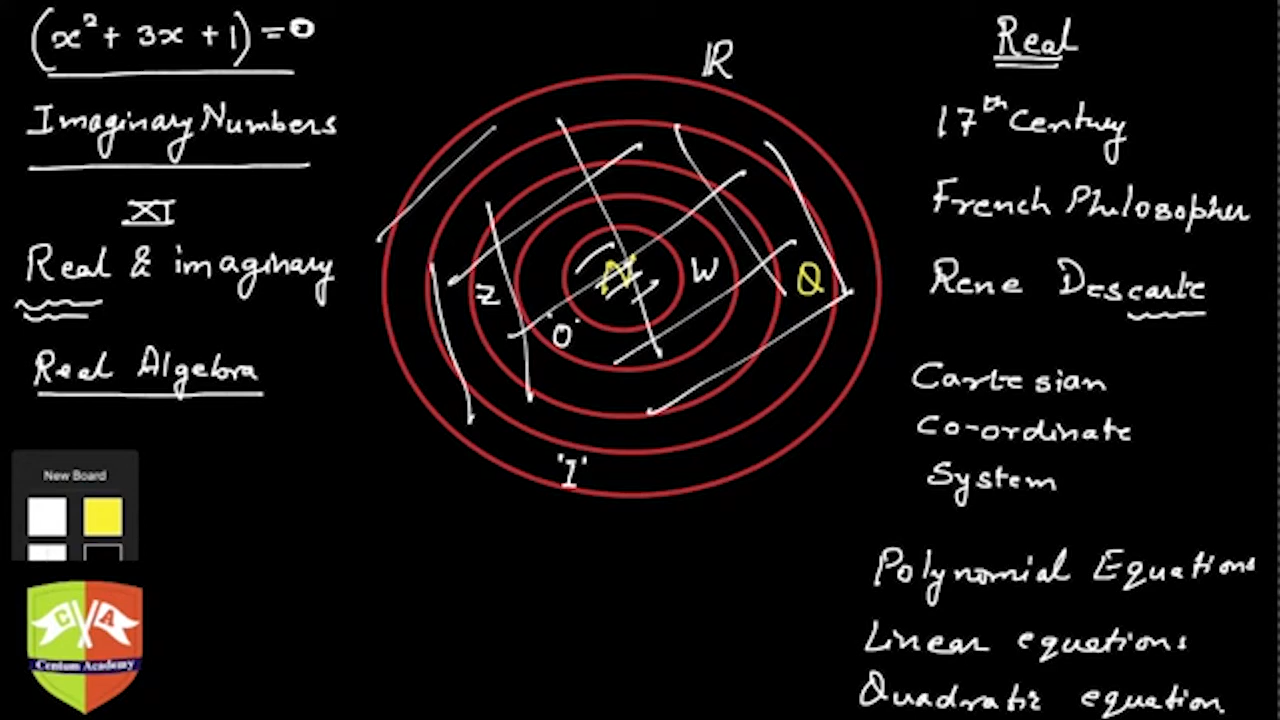 (x² + 3x + 1) = 0
Imaginary Numbers
XI
Real & imaginary
Real Algebra
New Board
C A
Centum Academy
R
N
W
Z
'0'
Q
'I'
Real
17th Century
French Philosopher
Rene Descarte
Cartesian
Co-ordinate
System
Polynomial Equations
Linear equations
Quadratic equation